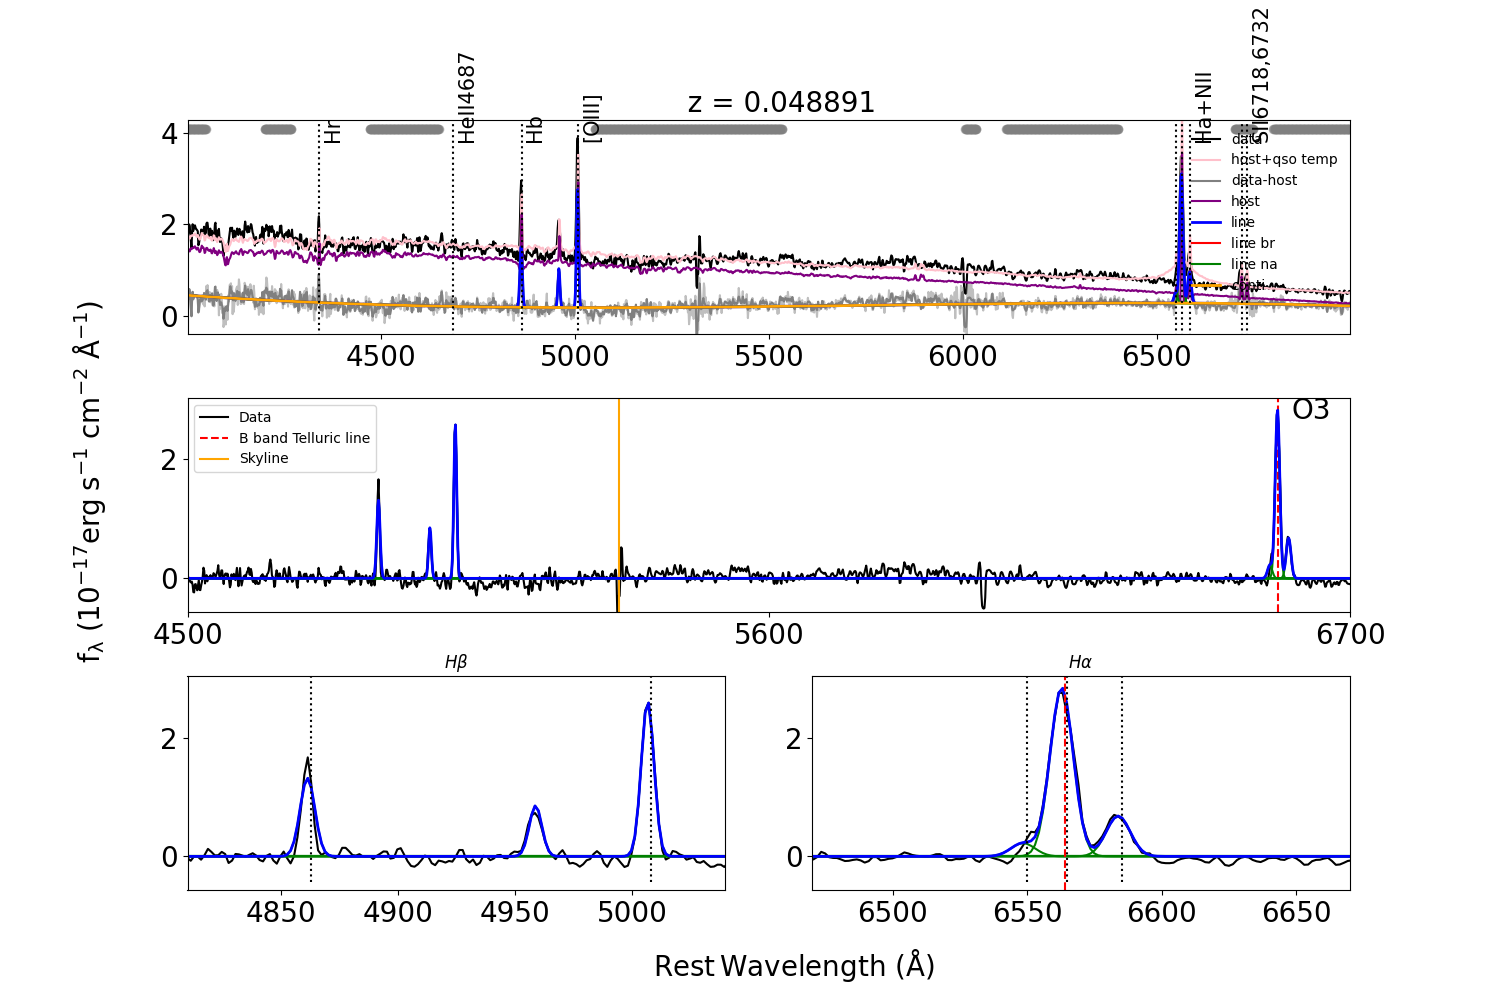 Hr
HeII4687
Hb
[OIII]
Ha+NII
SII6718,6732
z = 0.048891
data
host+qso temp
data-host
host
line
line br
line na
4
2
0
4500 5000 5500 6000 6500
f_λ (10^{-17}erg s^{-1} cm^{-2} Å^{-1})
Data
B band Telluric line
Skyline
O3
2
0
4500 5600 6700
Hβ
2
0
4850 4900 4950 5000
Hα
2
0
6500 6550 6600 6650
Rest Wavelength (Å)